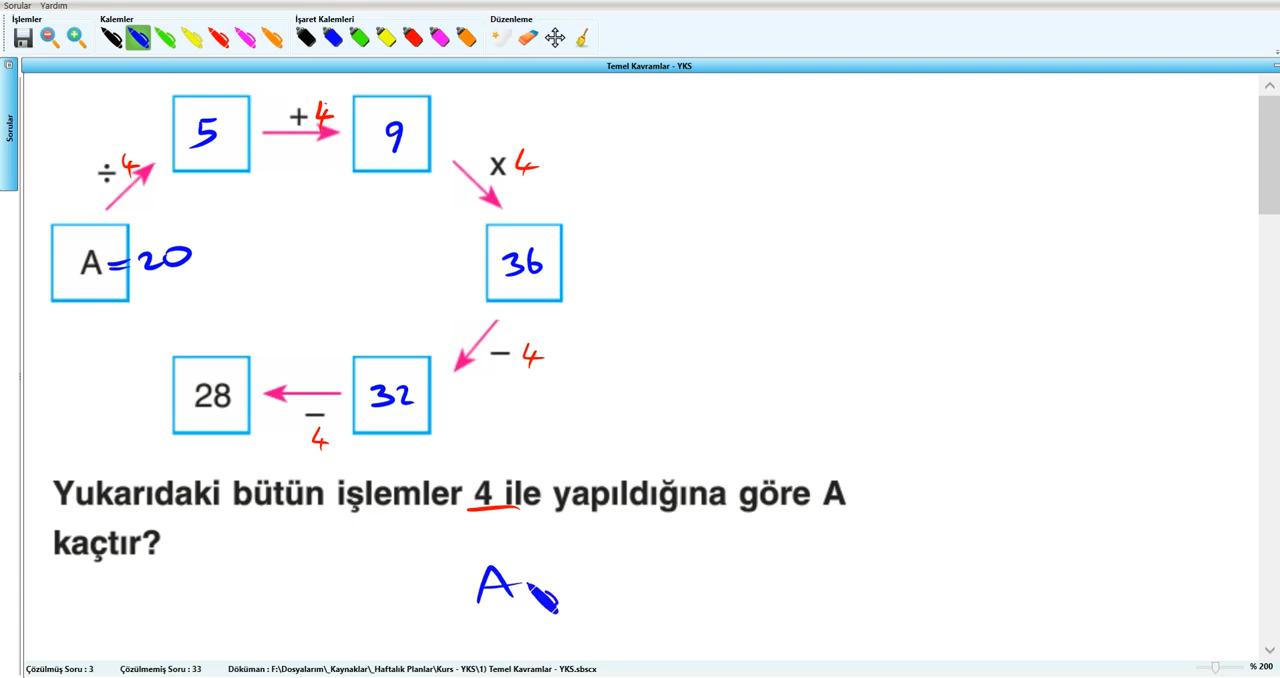 Sorular Yardım
İşlemler Kalemler İşaret Kalemleri Düzenleme
Temel Kavramlar - YKS
Sorular
5 + 4 9
÷ 4 x 4
A = 20 36
- 4
28 - 4 32
Yukarıdaki bütün işlemler 4 ile yapıldığına göre A
kaçtır?
A
Çözülmüş Soru : 3 Çözülmemiş Soru : 33 Döküman : F:\Dosyalarım\_Kaynaklar\_Haftalık Planlar\Kurs - YKS\1) Temel Kavramlar - YKS.sbscx % 200